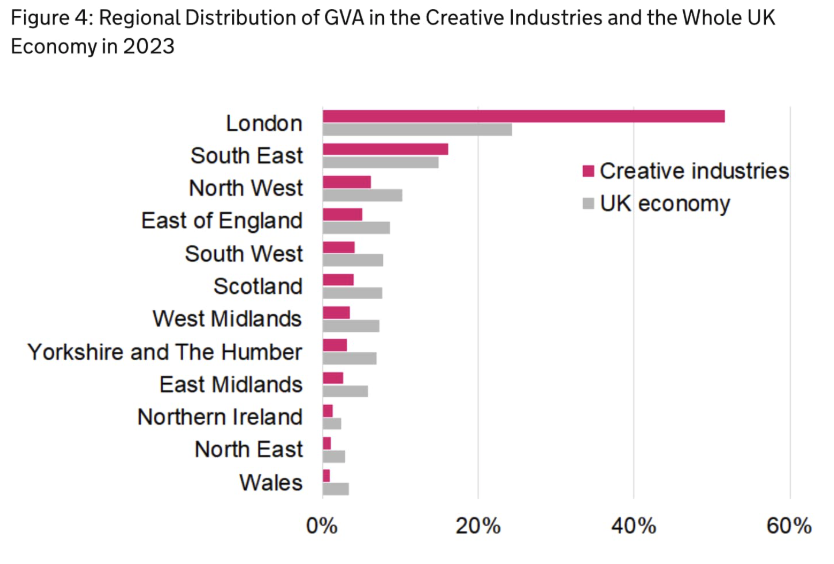 Figure 4: Regional Distribution of GVA in the Creative Industries and the Whole UK
Economy in 2023
London
South East
North West
East of England
South West
Scotland
West Midlands
Yorkshire and The Humber
East Midlands
Northern Ireland
North East
Wales
Creative industries
UK economy
0%
20%
40%
60%